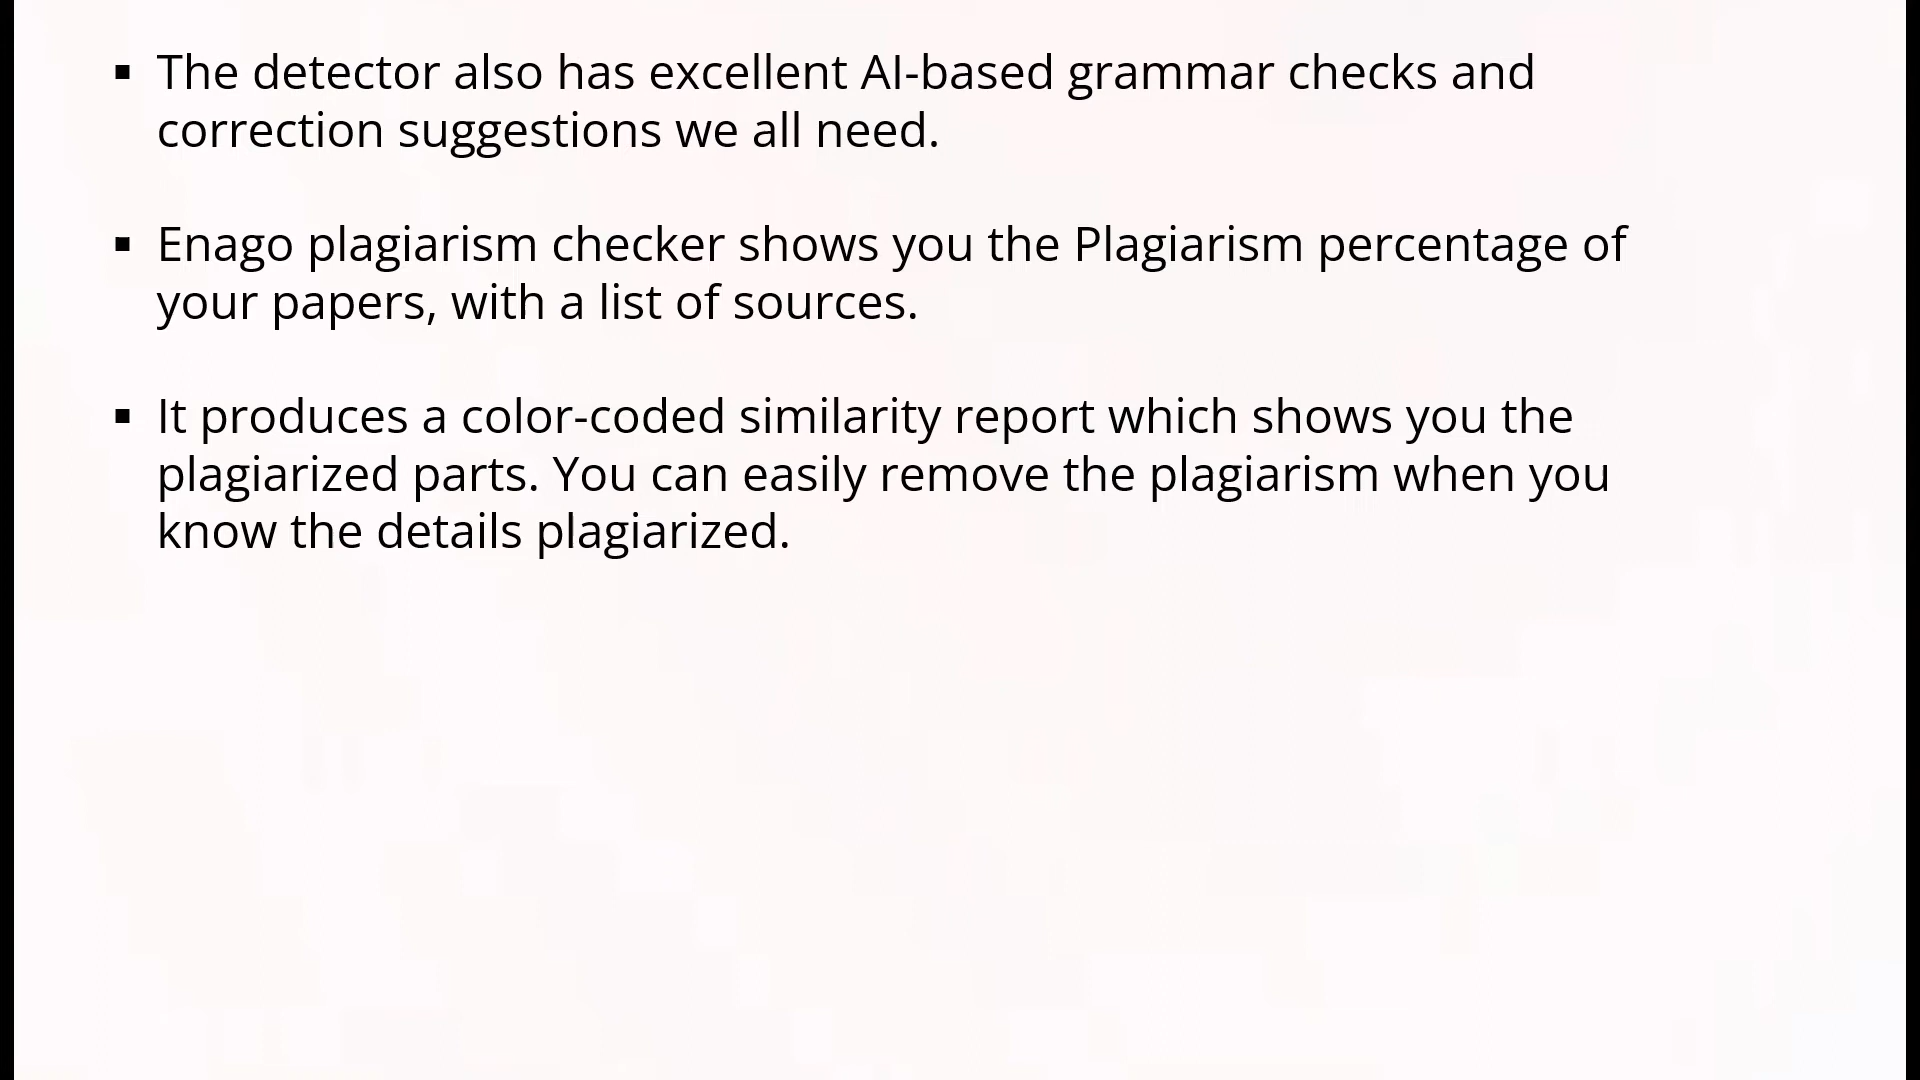 ▪ The detector also has excellent AI-based grammar checks and
correction suggestions we all need.
▪ Enago plagiarism checker shows you the Plagiarism percentage of
your papers, with a list of sources.
▪ It produces a color-coded similarity report which shows you the
plagiarized parts. You can easily remove the plagiarism when you
know the details plagiarized.